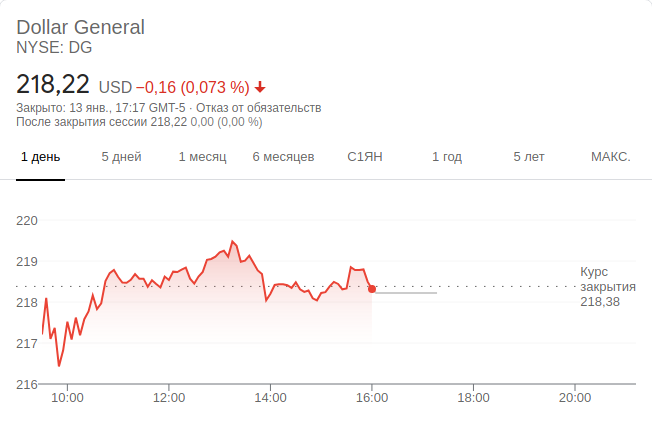 Dollar General
NYSE: DG
218,22 USD −0,16 (0,073 %)
Закрыто: 13 янв., 17:17 GMT-5 · Отказ от обязательств
После закрытия сессии 218,22 0,00 (0,00 %)
1 день 5 дней 1 месяц 6 месяцев С1ЯН 1 год 5 лет МАКС.
220
219
Курс
закрытия
218,38
218
217
216
10:00 12:00 14:00 16:00 18:00 20:00